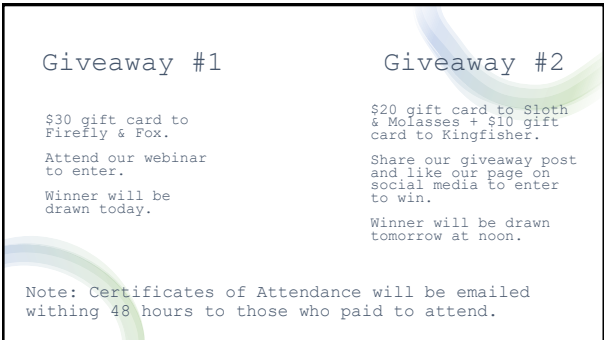 Giveaway #1
$30 gift card to
Firefly & Fox.
Attend our webinar
to enter.
Winner will be
drawn today.
Giveaway #2
$20 gift card to Sloth
& Molasses + $10 gift
card to Kingfisher.
Share our giveaway post
and like our page on
social media to enter
to win.
Winner will be drawn
tomorrow at noon.
Note: Certificates of Attendance will be emailed
withing 48 hours to those who paid to attend.